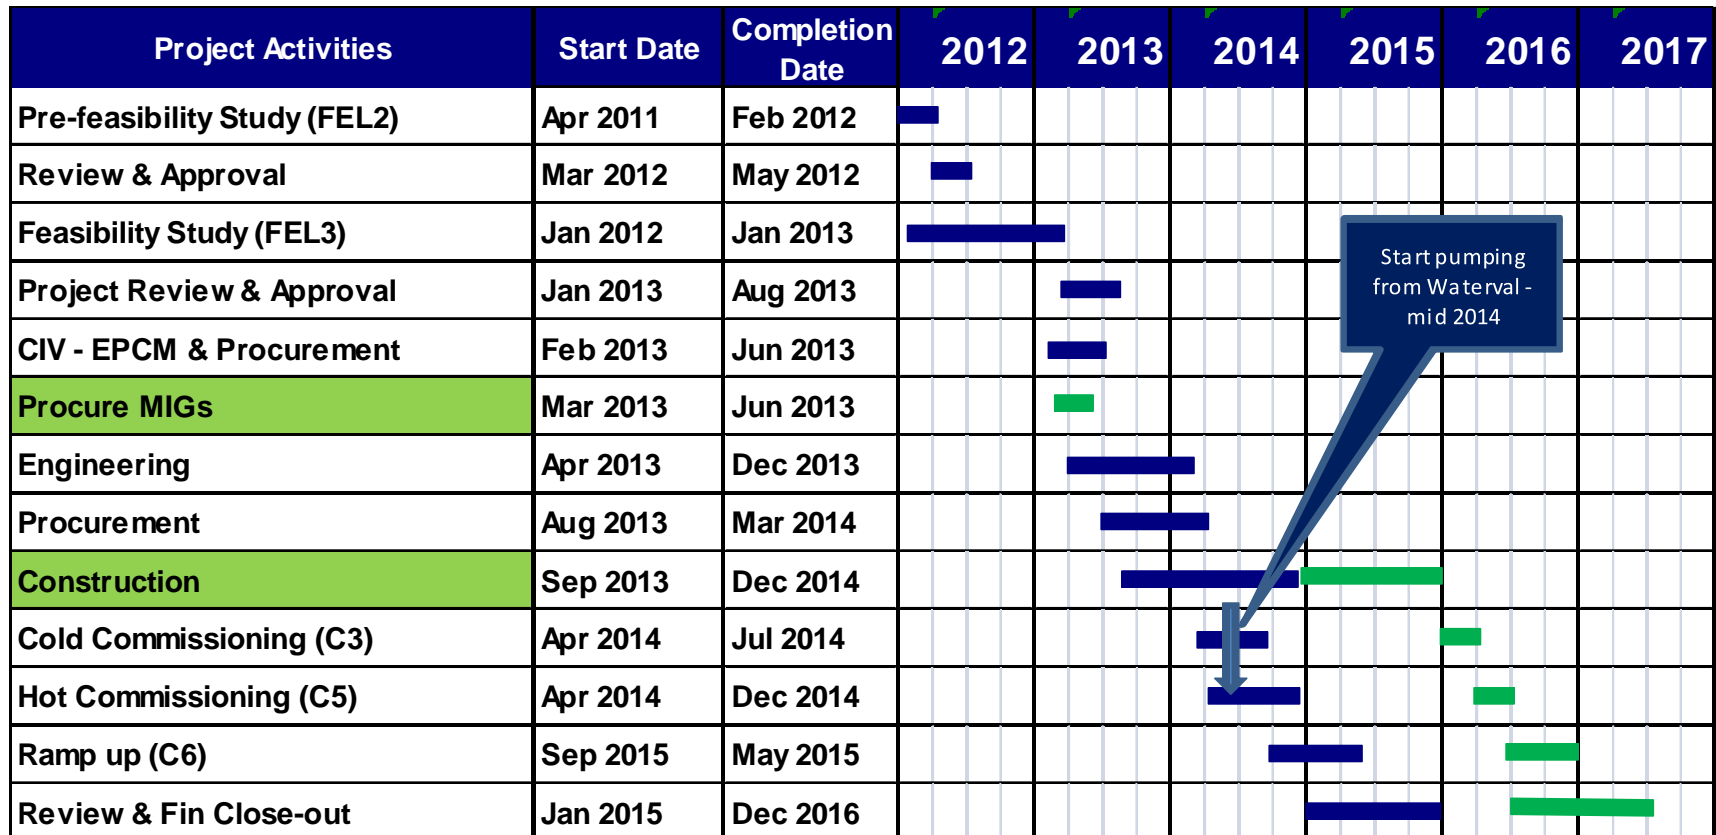 Project Activities Start Date Completion Date 2012 2013 2014 2015 2016 2017
Pre-feasibility Study (FEL2) Apr 2011 Feb 2012
Review & Approval Mar 2012 May 2012
Feasibility Study (FEL3) Jan 2012 Jan 2013
Project Review & Approval Jan 2013 Aug 2013
CIV - EPCM & Procurement Feb 2013 Jun 2013
Procure MIGs Mar 2013 Jun 2013
Engineering Apr 2013 Dec 2013
Procurement Aug 2013 Mar 2014
Construction Sep 2013 Dec 2014
Cold Commissioning (C3) Apr 2014 Jul 2014
Hot Commissioning (C5) Apr 2014 Dec 2014
Ramp up (C6) Sep 2015 May 2015
Review & Fin Close-out Jan 2015 Dec 2016
Start pumping
from Waterval -
mid 2014